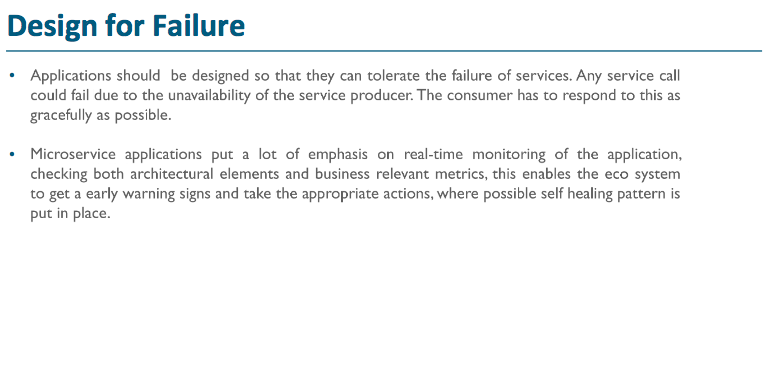 Design for Failure
• Applications should be designed so that they can tolerate the failure of services. Any service call
could fail due to the unavailability of the service producer. The consumer has to respond to this as
gracefully as possible.
• Microservice applications put a lot of emphasis on real-time monitoring of the application,
checking both architectural elements and business relevant metrics, this enables the eco system
to get a early warning signs and take the appropriate actions, where possible self healing pattern is
put in place.